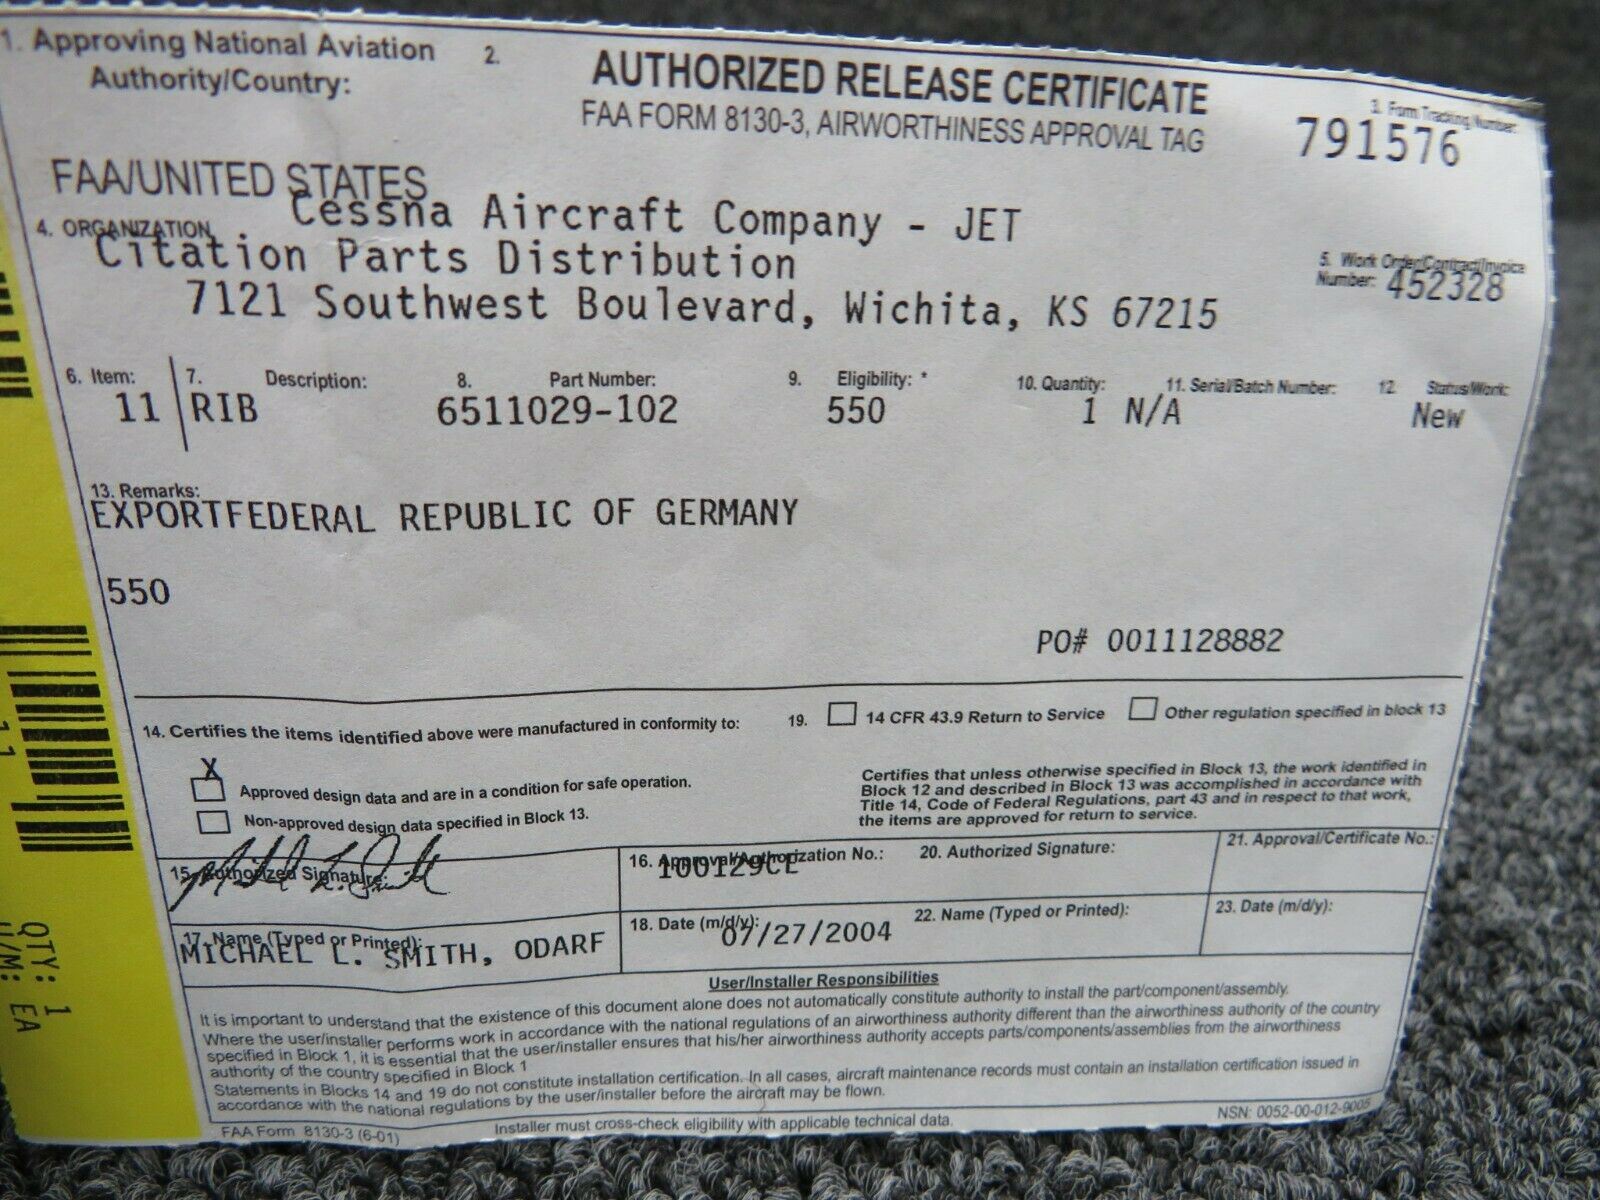 1. Approving National Aviation
Authority/Country:
2.
AUTHORIZED RELEASE CERTIFICATE
FAA FORM 8130-3, AIRWORTHINESS APPROVAL TAG
3. Form Tracking Number:
791576
FAA/UNITED STATES
4. ORGANIZATION
Cessna Aircraft Company - JET
Citation Parts Distribution
7121 Southwest Boulevard, Wichita, KS 67215
5. Work Order/Contract/Invoice
Number: 452328
6. Item: 7. Description: 8. Part Number: 9. Eligibility: * 10. Quantity: 11. Serial/Batch Number: 12. Status/Work:
11 RIB 6511029-102 550 1 N/A New
13. Remarks:
EXPORTFEDERAL REPUBLIC OF GERMANY
550
PO# 0011128882
14. Certifies the items identified above were manufactured in conformity to:
X
Approved design data and are in a condition for safe operation.
Non-approved design data specified in Block 13.
19. 14 CFR 43.9 Return to Service Other regulation specified in block 13
Certifies that unless otherwise specified in Block 13, the work identified in
Block 12 and described in Block 13 was accomplished in accordance with
Title 14, Code of Federal Regulations, part 43 and in respect to that work,
the items are approved for return to service.
15. Authorized Signature:
Michael L. Smith
16. Approval/Authorization No.:
100129CE
20. Authorized Signature:
21. Approval/Certificate No.:
17. Name (Typed or Printed):
MICHAEL L. SMITH, ODARF
18. Date (m/d/y):
07/27/2004
22. Name (Typed or Printed):
23. Date (m/d/y):
User/Installer Responsibilities
It is important to understand that the existence of this document alone does not automatically constitute authority to install the part/component/assembly.
Where the user/installer performs work in accordance with the national regulations of an airworthiness authority different than the airworthiness authority of the country
specified in Block 1, it is essential that the user/installer ensures that his/her airworthiness authority accepts parts/components/assemblies from the airworthiness
authority of the country specified in Block 1
Statements in Blocks 14 and 19 do not constitute installation certification. In all cases, aircraft maintenance records must contain an installation certification issued in
accordance with the national regulations by the user/installer before the aircraft may be flown.
FAA Form 8130-3 (6-01)
Installer must cross-check eligibility with applicable technical data.
NSN: 0052-00-012-9005
11
QTY: 1
U/M: EA